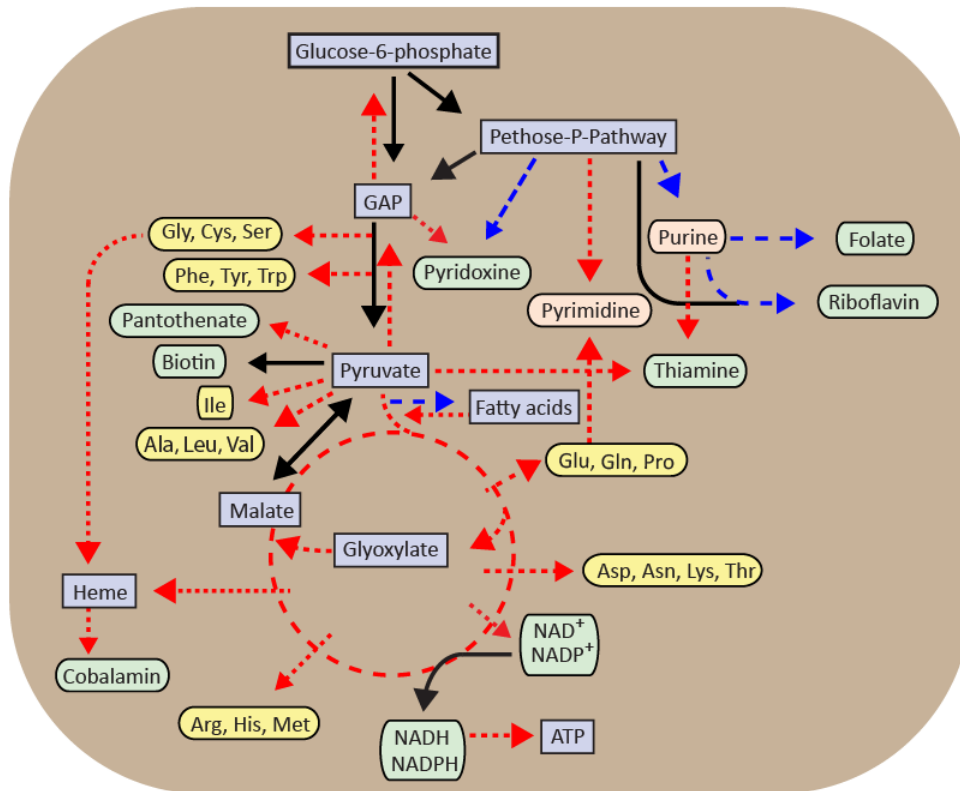 Glucose-6-phosphate
Pethose-P-Pathway
GAP
Gly, Cys, Ser
Purine
Folate
Phe, Tyr, Trp
Pyridoxine
Pantothenate
Pyrimidine
Riboflavin
Biotin
Pyruvate
Thiamine
Ile
Fatty acids
Ala, Leu, Val
Glu, Gln, Pro
Malate
Glyoxylate
Asp, Asn, Lys, Thr
Heme
NAD+
NADP+
Cobalamin
Arg, His, Met
NADH
NADPH
ATP